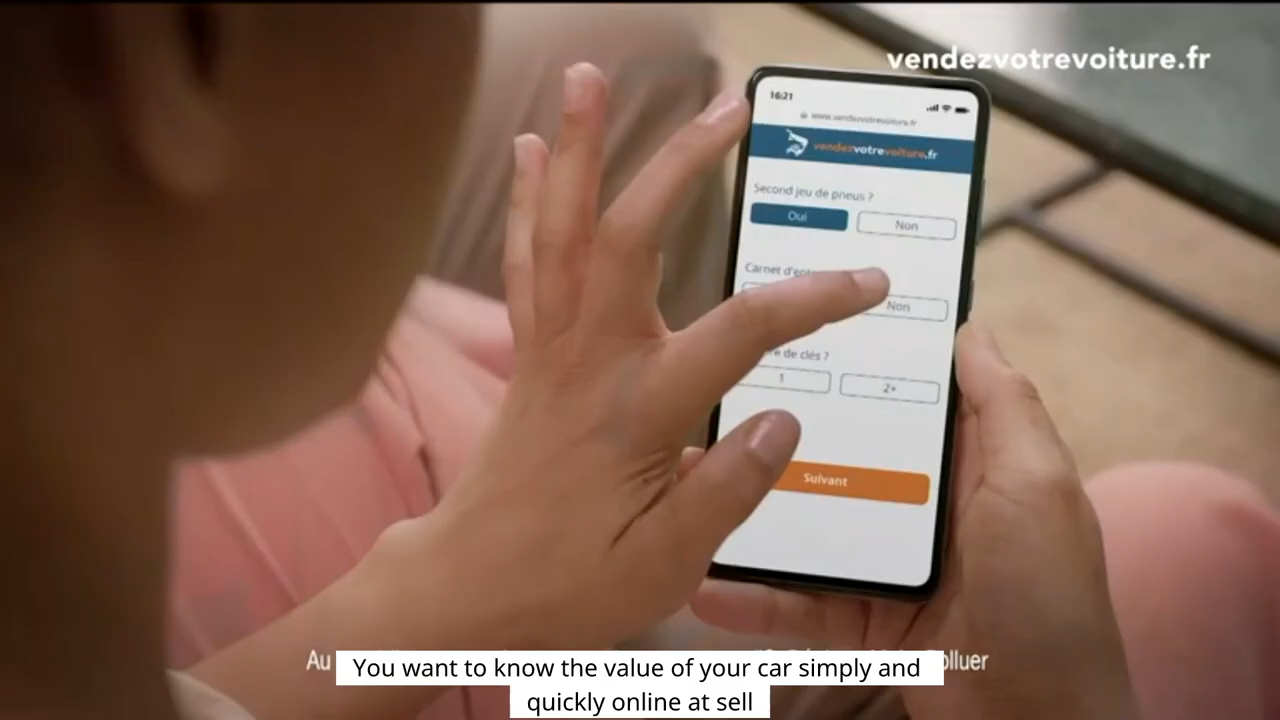 vendezvotrevoiture.fr
16:21
www.vendezvotrevoiture.fr
vendezvotrevoiture.fr
Second jeu de pneus ?
Oui
Non
Carnet
Non
de clés ?
1
2+
Suivant
Au
You want to know the value of your car simply and
quickly online at sell